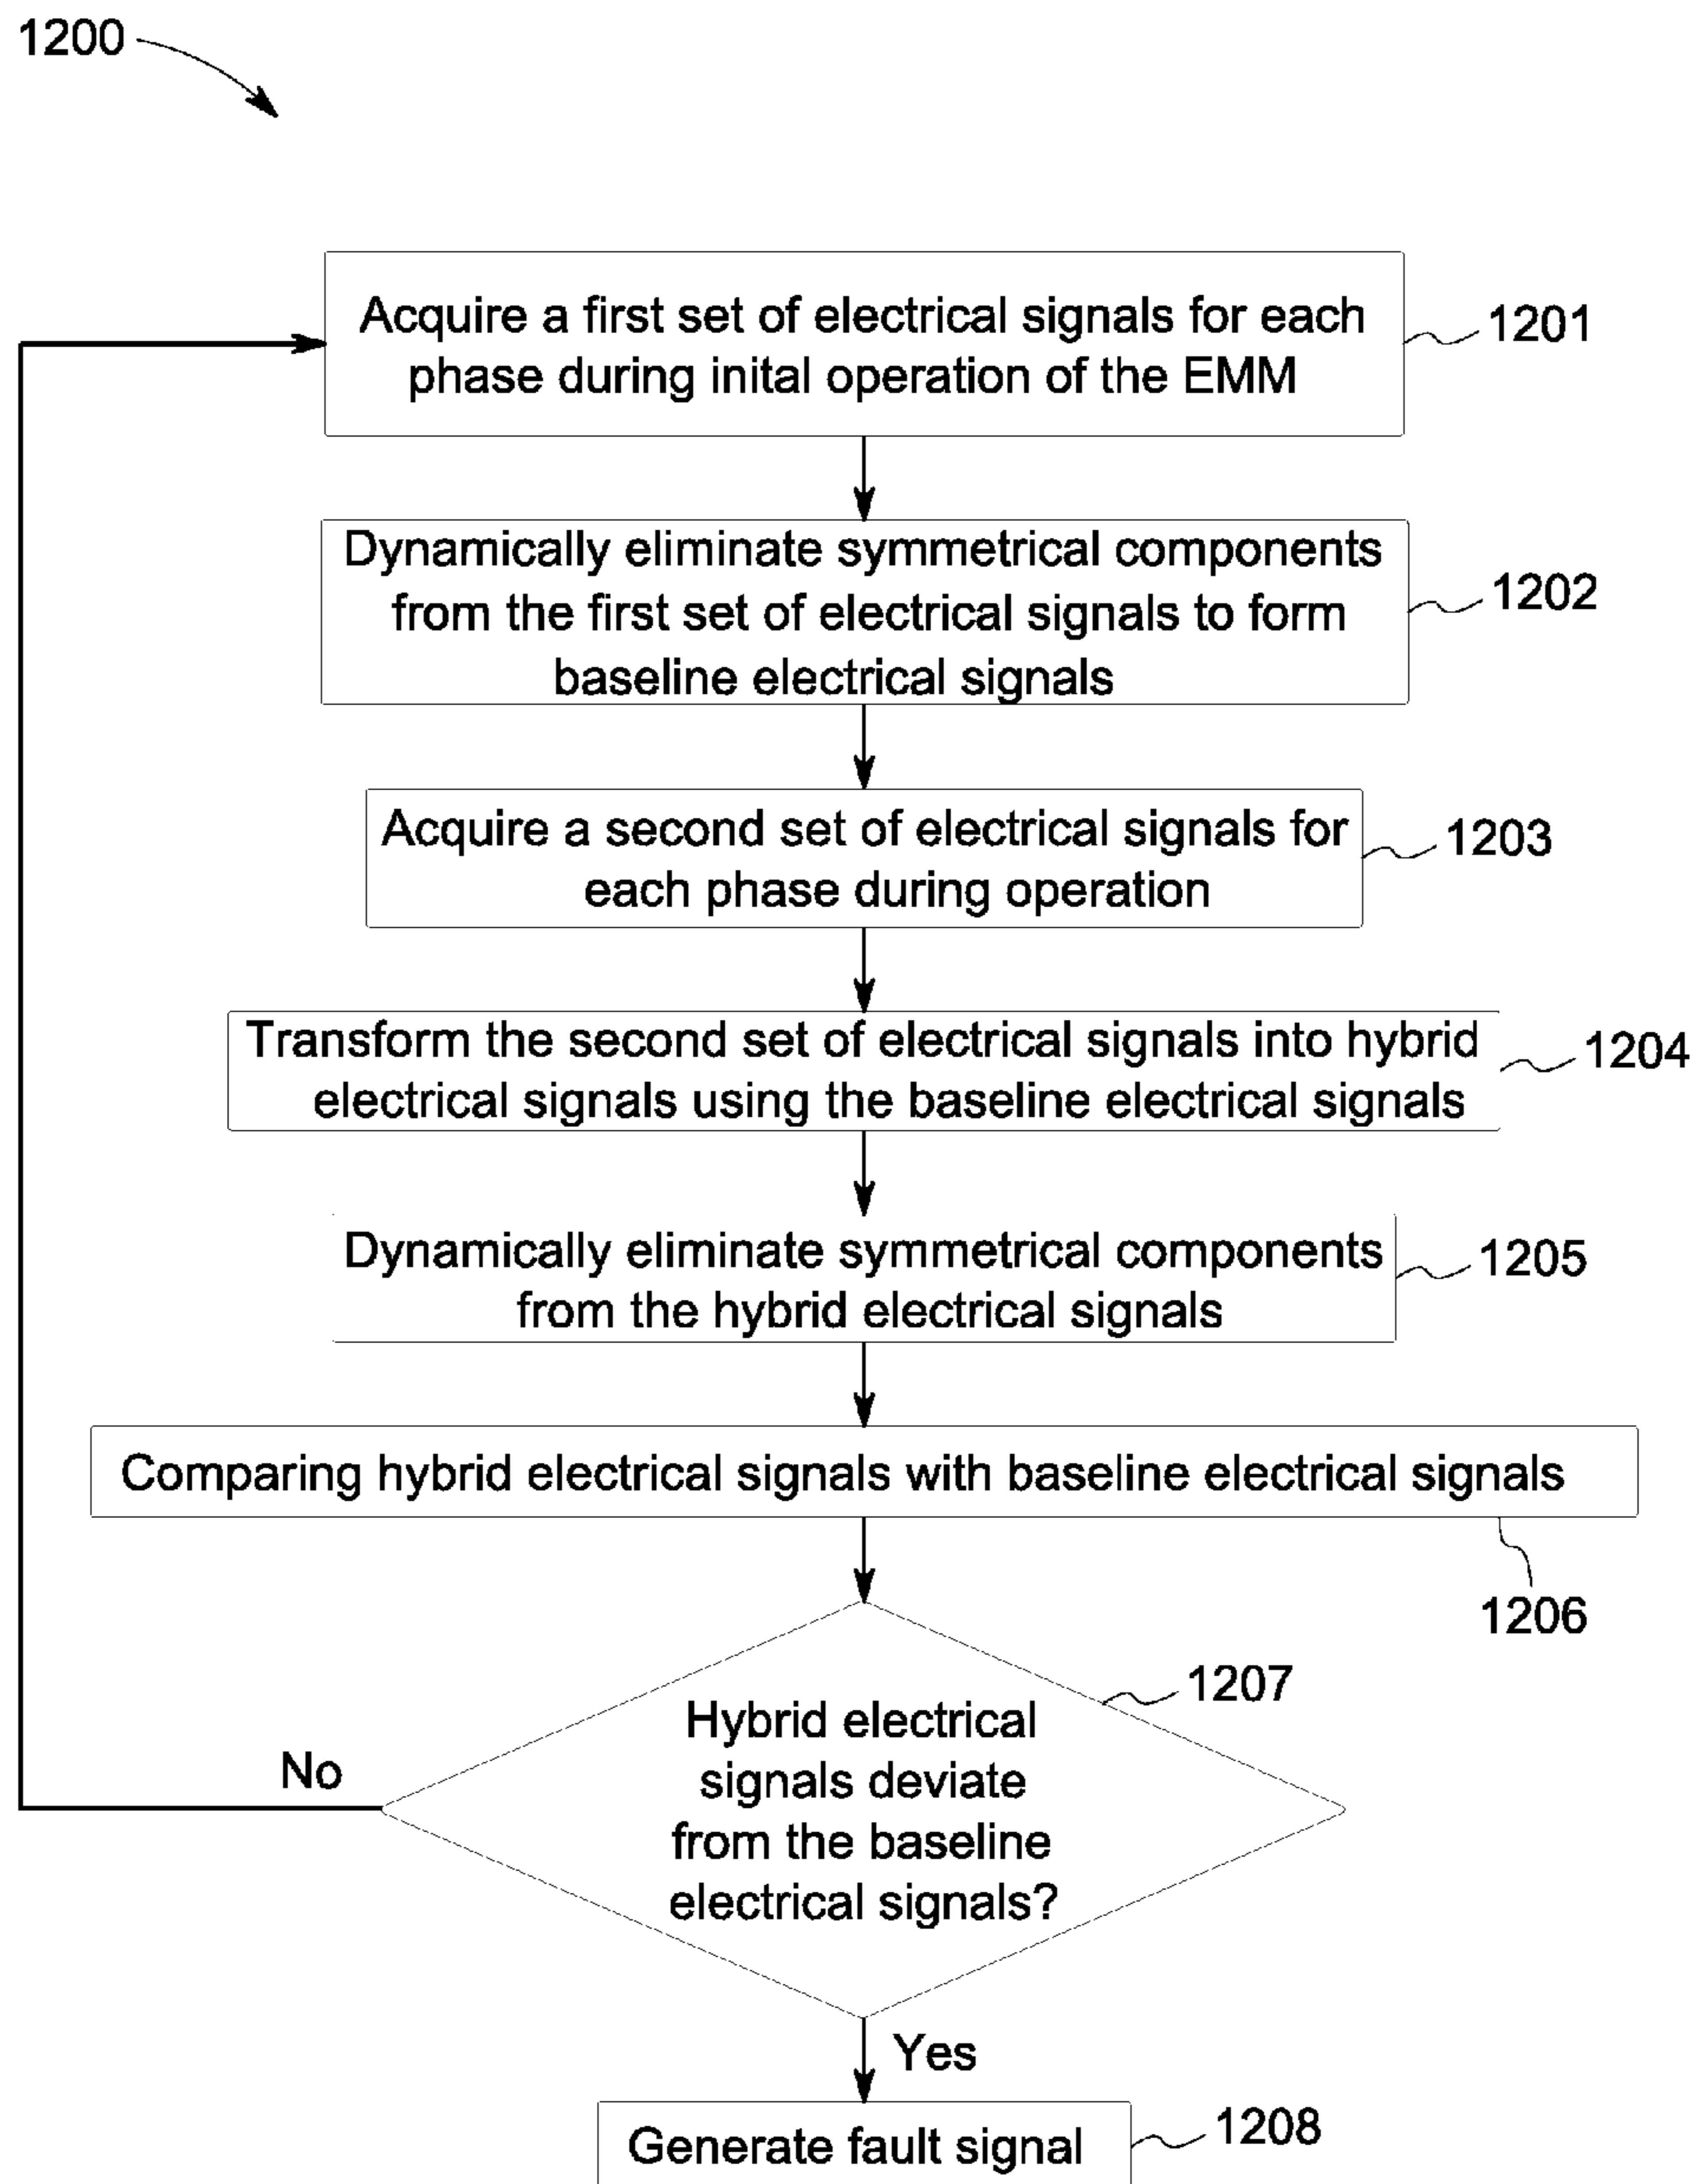 1200
Acquire a first set of electrical signals for each
phase during inital operation of the EMM
1201
Dynamically eliminate symmetrical components
from the first set of electrical signals to form
baseline electrical signals
1202
Acquire a second set of electrical signals for
each phase during operation
1203
Transform the second set of electrical signals into hybrid
electrical signals using the baseline electrical signals
1204
Dynamically eliminate symmetrical components
from the hybrid electrical signals
1205
Comparing hybrid electrical signals with baseline electrical signals
1206
Hybrid electrical
signals deviate
from the baseline
electrical signals?
1207
No
Yes
Generate fault signal
1208